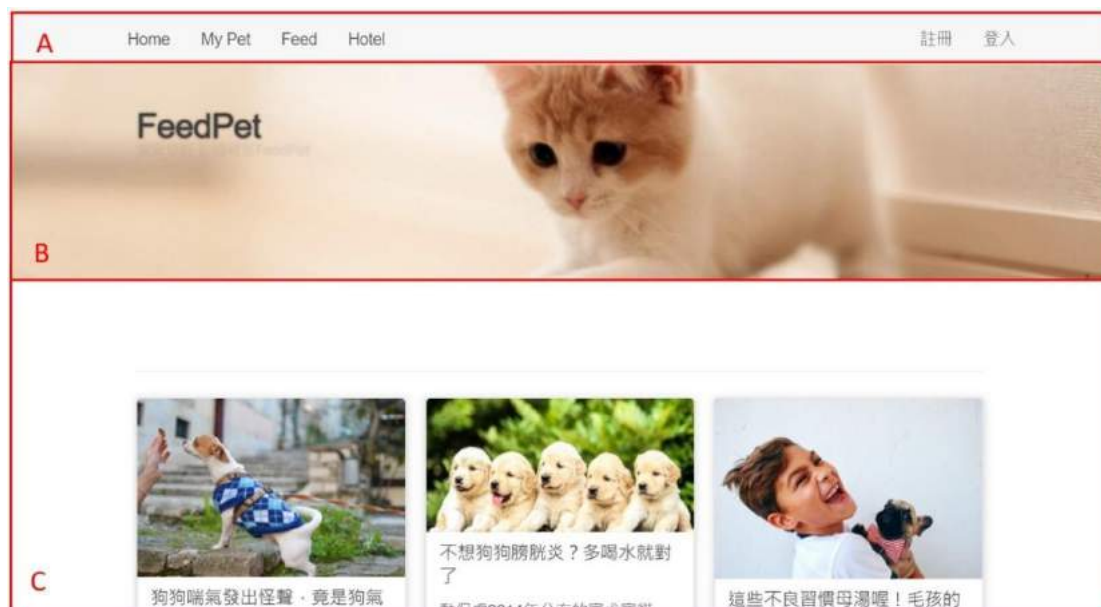 A
Home My Pet Feed Hotel 註冊 登入
FeedPet
FeedPet
B
C
狗狗喘氣發出怪聲，竟是狗氣
不想狗狗膀胱炎？多喝水就對
了
這些不良習慣母湯喔！毛孩的